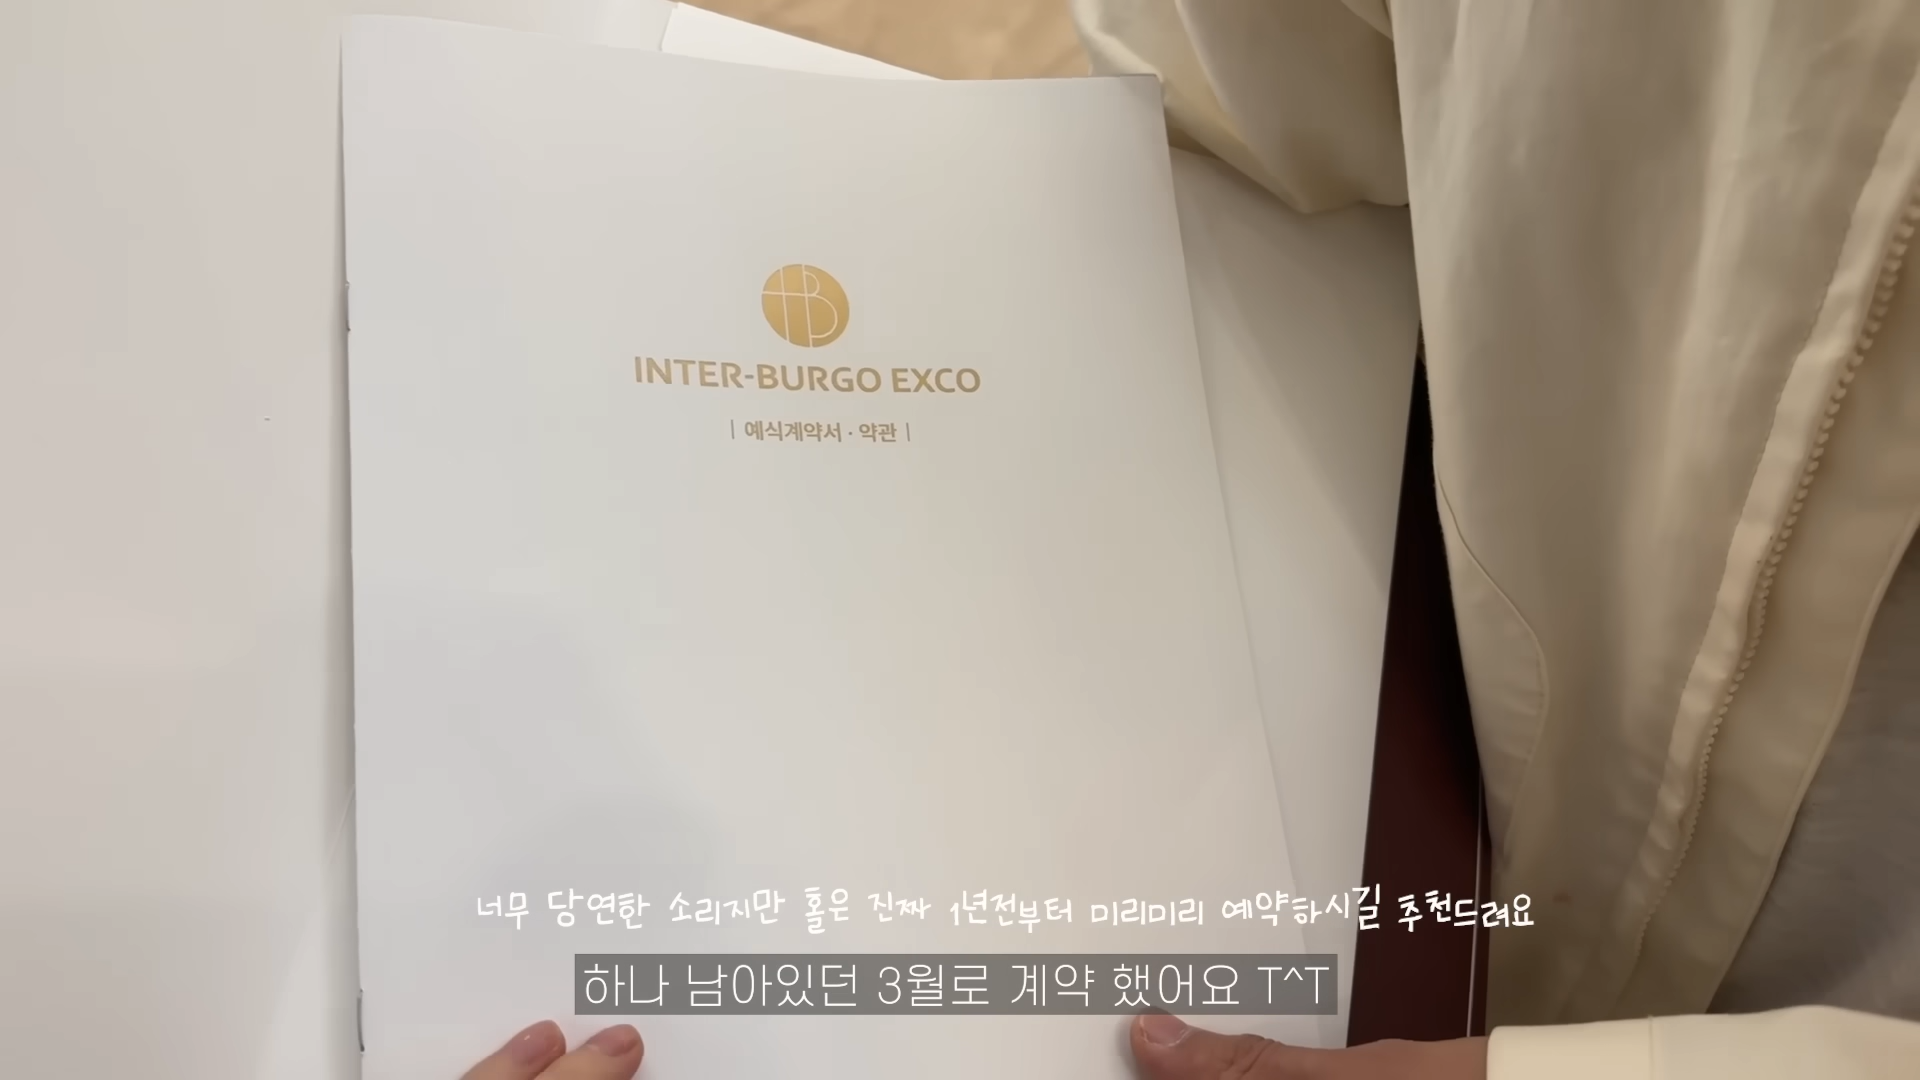 INTER-BURGO EXCO
| 예식계약서 · 약관 |
너무 당연한 소리지만 홀은 진짜 1년전부터 미리미리 예약하시길 추천드려요
하나 남아있던 3월로 계약 했어요 T^T